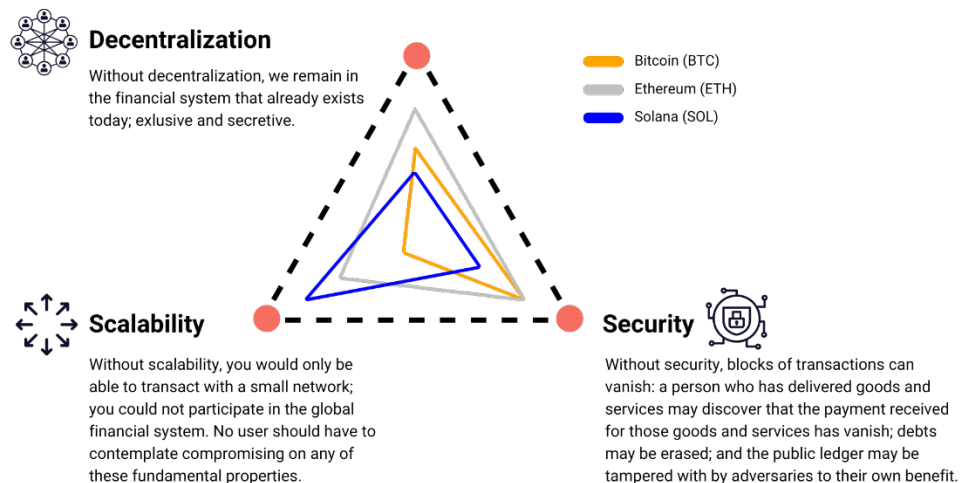 Decentralization
Without decentralization, we remain in
the financial system that already exists
today; exlusive and secretive.
Bitcoin (BTC)
Ethereum (ETH)
Solana (SOL)
Scalability
Without scalability, you would only be
able to transact with a small network;
you could not participate in the global
financial system. No user should have to
contemplate compromising on any of
these fundamental properties.
Security
Without security, blocks of transactions can
vanish: a person who has delivered goods and
services may discover that the payment received
for those goods and services has vanish; debts
may be erased; and the public ledger may be
tampered with by adversaries to their own benefit.